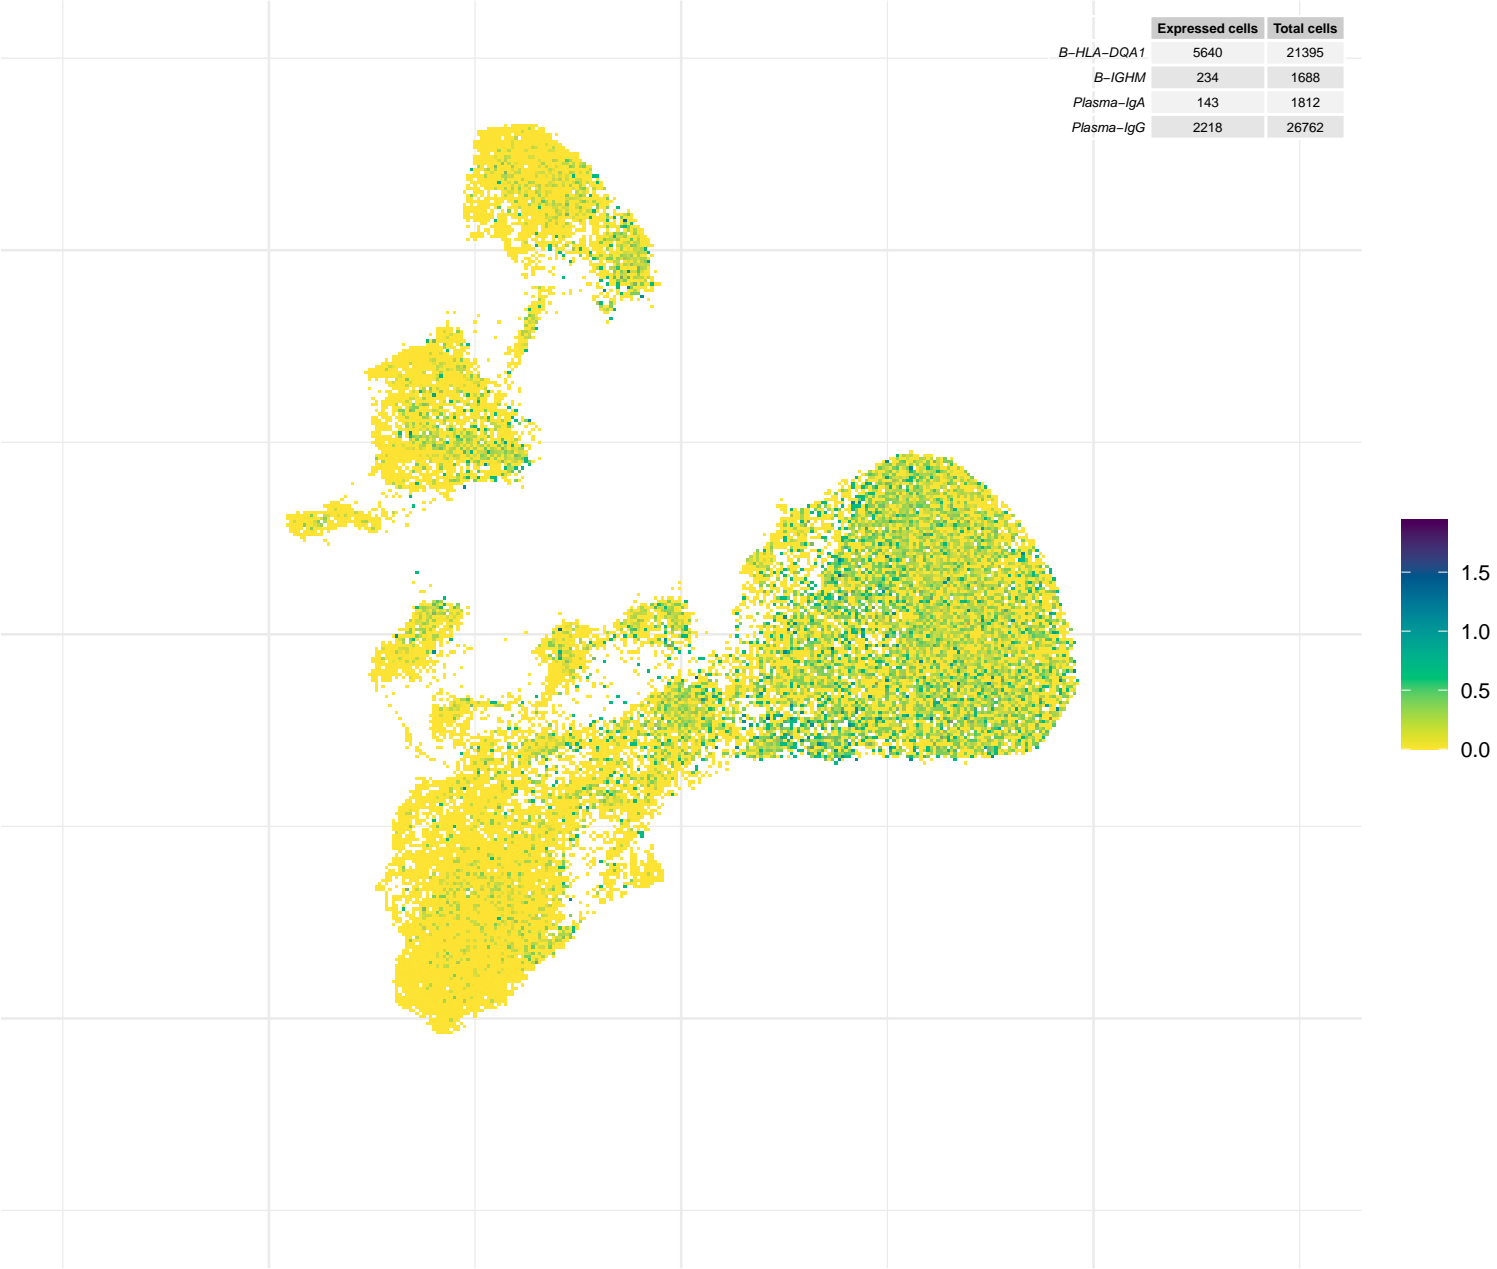 Expressed cells Total cells
B−HLA−DQA1 5640 21395
B−IGHM 234 1688
Plasma−IgA 143 1812
Plasma−IgG 2218 26762
1.5
1.0
0.5
0.0